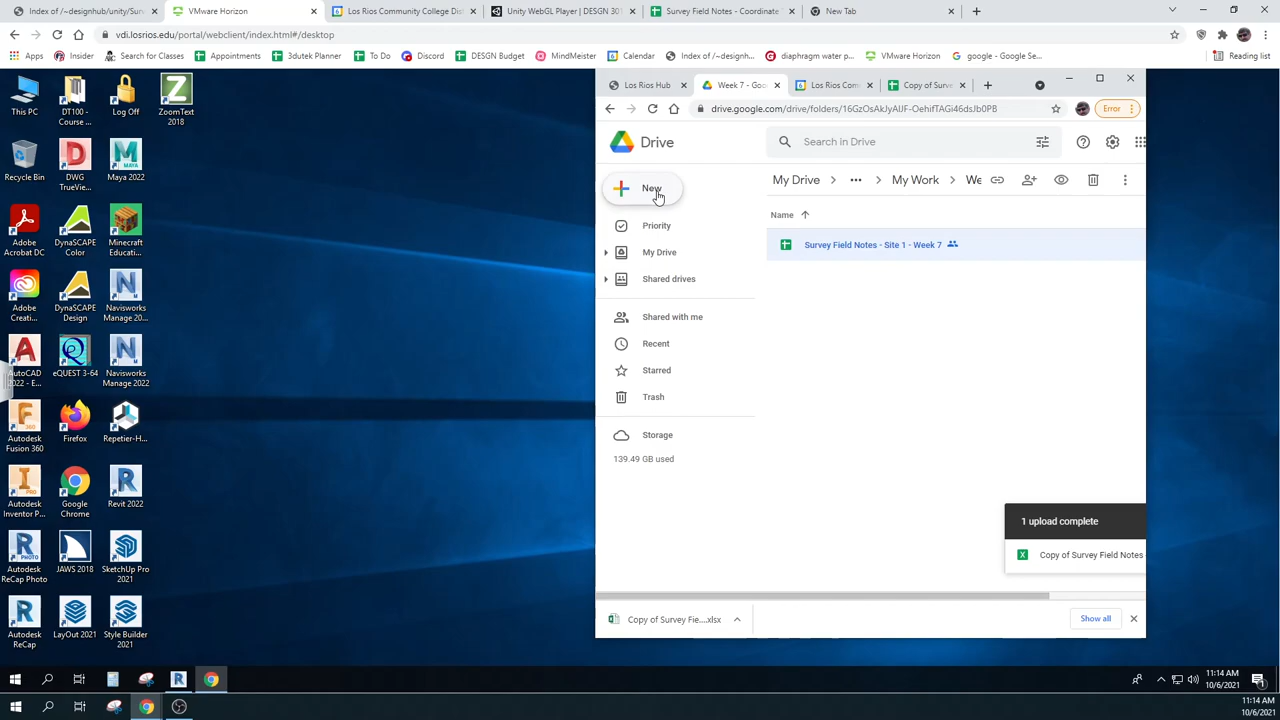 Index of /designhub/unity/Surv
VMware Horizon
Los Rios Community College Dist
Unity WebGL Player | DESGN 301
Survey Field Notes - Coordinate
New Tab
vdi.losrios.edu/portal/webclient/index.html#/desktop
Apps
Insider
Search for Classes
Appointments
3dutek Planner
To Do
Discord
DESGN Budget
MindMeister
Calendar
Index of /~designh...
diaphragm water p...
VMware Horizon
google - Google Se...
Reading list
This PC
DT100 -
Course ...
Log Off
ZoomText
2018
Recycle Bin
DWG
TrueView...
Maya 2022
Adobe
Acrobat DC
DynaSCAPE
Color
Minecraft
Educati...
Adobe
Creati...
DynaSCAPE
Design
Navisworks
Manage 20...
AutoCAD
2022 - E...
eQUEST 3-64
Navisworks
Manage 2022
Autodesk
Fusion 360
Firefox
Repetier-H...
Autodesk
Inventor P...
Google
Chrome
Revit 2022
Autodesk
ReCap Photo
JAWS 2018
SketchUp Pro
2021
Autodesk
ReCap
LayOut 2021
Style Builder
2021
Los Rios Hub
Week 7 - Goo
Los Rios Com
Copy of Surve
drive.google.com/drive/folders/16GzOsAkJyAlJF-OehifTAGi46dsJb0PB
Error
Drive
Search in Drive
New
My Drive
My Work
We
Name
Priority
My Drive
Shared drives
Survey Field Notes - Site 1 - Week 7
Shared with me
Recent
Starred
Trash
Storage
139.49 GB used
1 upload complete
Copy of Survey Field Notes
Copy of Survey Fie....xlsx
Show all
11:14 AM
10/6/2021
11:14 AM
10/6/2021